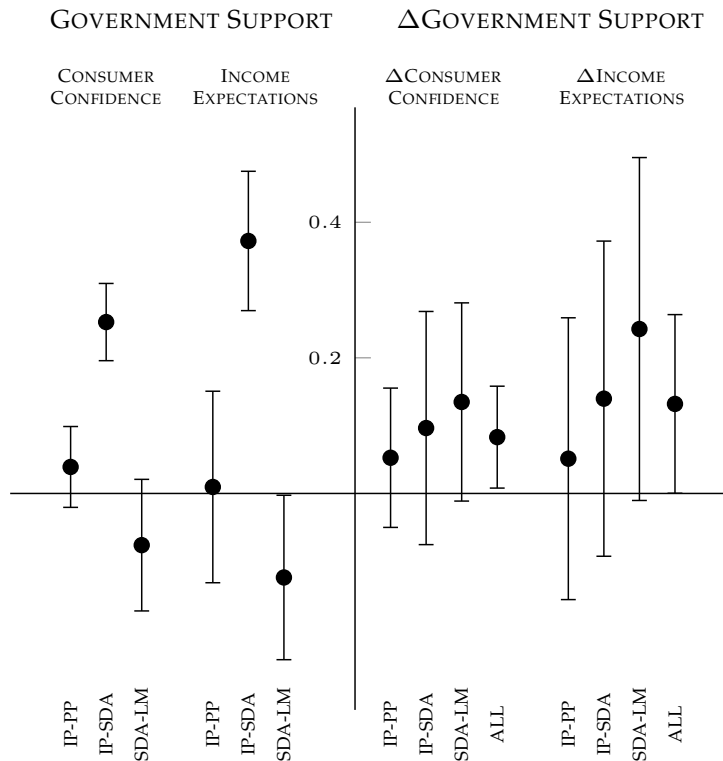 GOVERNMENT SUPPORT
ΔGOVERNMENT SUPPORT
CONSUMER
CONFIDENCE
INCOME
EXPECTATIONS
ΔCONSUMER
CONFIDENCE
ΔINCOME
EXPECTATIONS
0.4
0.2
IP-PP
IP-SDA
SDA-LM
IP-PP
IP-SDA
SDA-LM
IP-PP
IP-SDA
SDA-LM
ALL
IP-PP
IP-SDA
SDA-LM
ALL